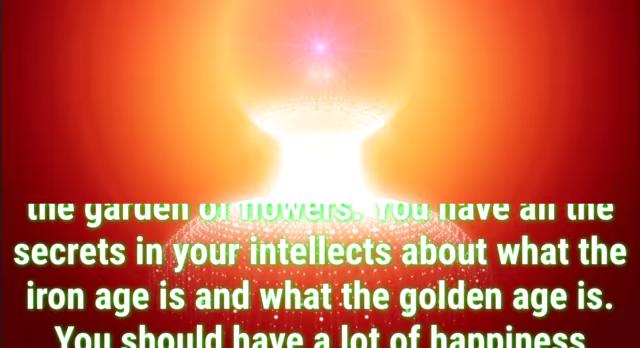 the garden of flowers. You have all the
secrets in your intellects about what the
iron age is and what the golden age is.
You should have a lot of happiness